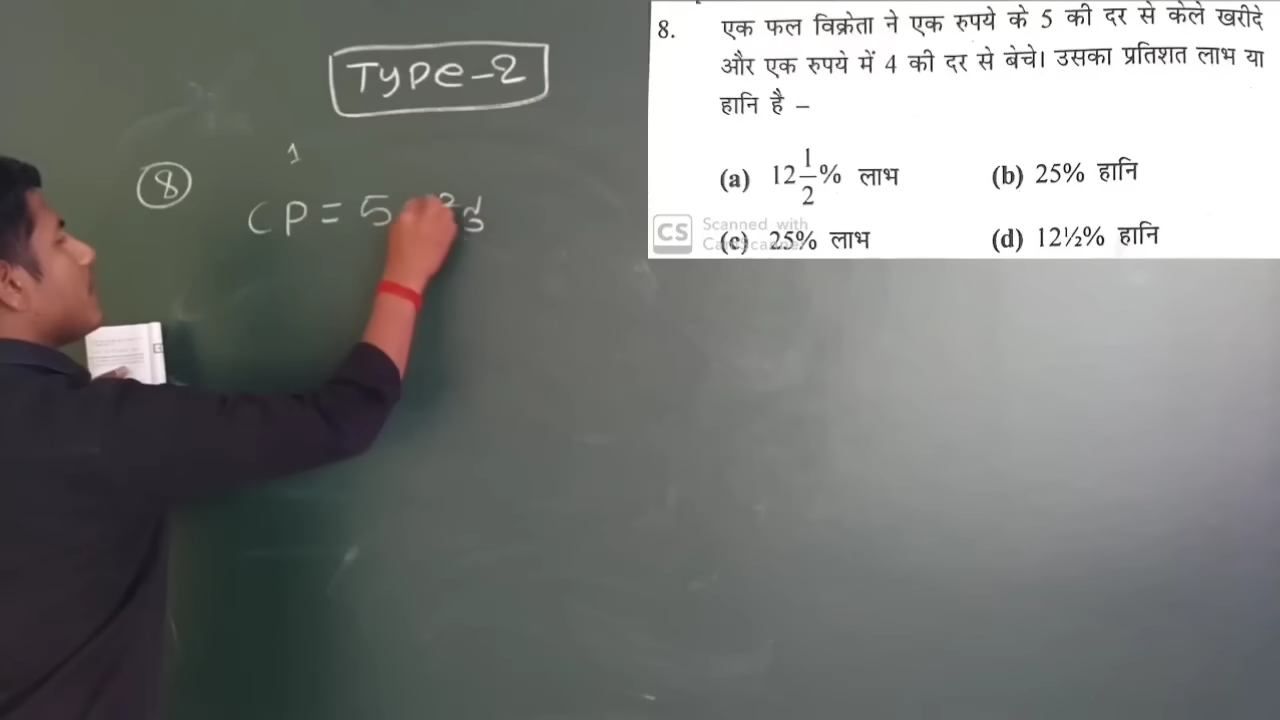 Type-2
8
1
CP = 5
8. एक फल विक्रेता ने एक रुपये के 5 की दर से केले खरीदे
और एक रुपये में 4 की दर से बेचे। उसका प्रतिशत लाभ या
हानि है –
(a) 12 1/2 % लाभ (b) 25% हानि
CS Scanned with
(c) 25% लाभ (d) 12½% हानि